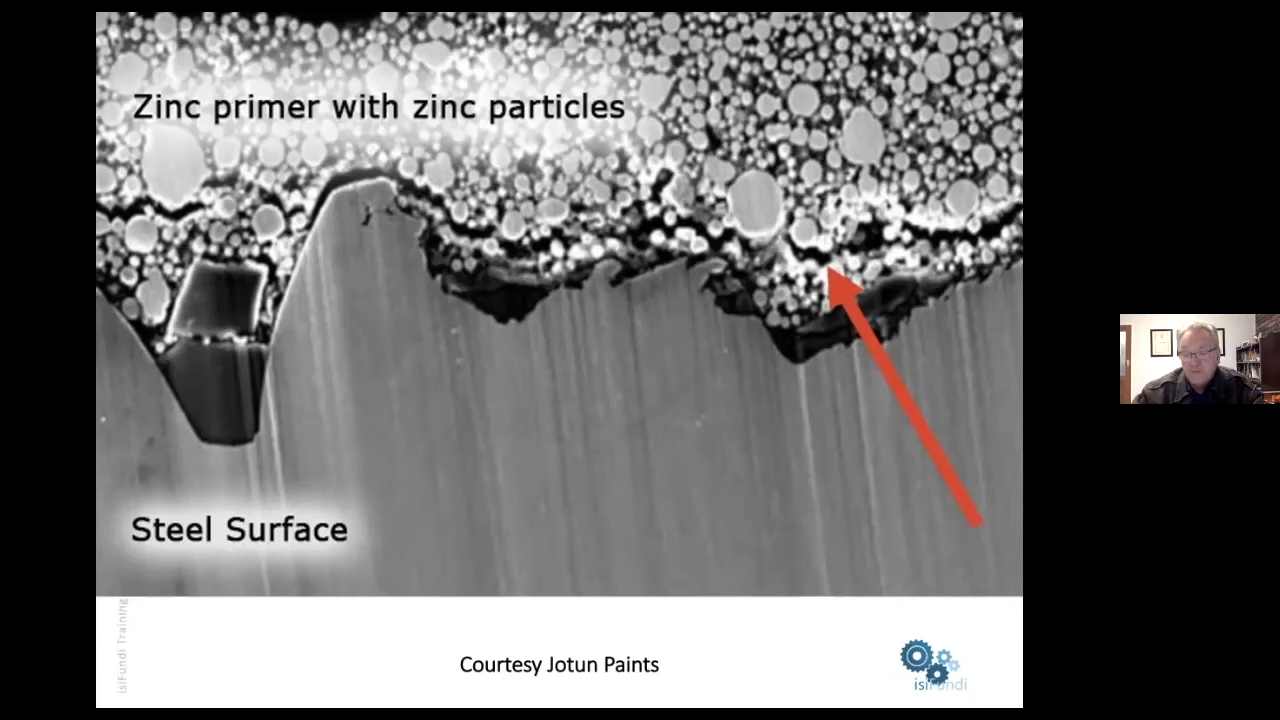 Zinc primer with zinc particles
Steel Surface
isiFundi Training
Courtesy Jotun Paints
isiFundi